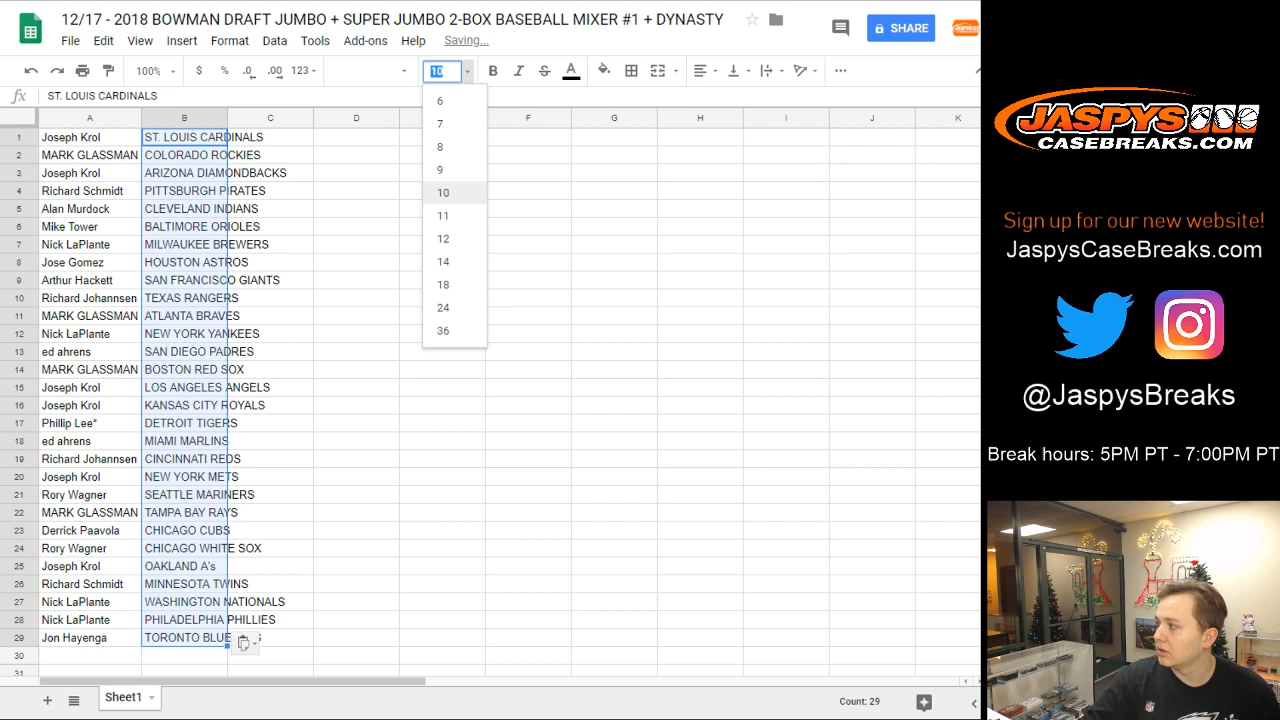 12/17 - 2018 BOWMAN DRAFT JUMBO + SUPER JUMBO 2-BOX BASEBALL MIXER #1 + DYNASTY
SHARE
File Edit View Insert Format Data Tools Add-ons Help Saving...
100% $ % .0 .00 123 10 B I S A
fx ST. LOUIS CARDINALS
6
7
8
9
10
11
12
14
18
24
36
A B C D F G H I J K
1 Joseph Krol ST. LOUIS CARDINALS
2 MARK GLASSMAN COLORADO ROCKIES
3 Joseph Krol ARIZONA DIAMONDBACKS
4 Richard Schmidt PITTSBURGH PIRATES
5 Alan Murdock CLEVELAND INDIANS
6 Mike Tower BALTIMORE ORIOLES
7 Nick LaPlante MILWAUKEE BREWERS
8 Jose Gomez HOUSTON ASTROS
9 Arthur Hackett SAN FRANCISCO GIANTS
10 Richard Johannsen TEXAS RANGERS
11 MARK GLASSMAN ATLANTA BRAVES
12 Nick LaPlante NEW YORK YANKEES
13 ed ahrens SAN DIEGO PADRES
14 MARK GLASSMAN BOSTON RED SOX
15 Joseph Krol LOS ANGELES ANGELS
16 Joseph Krol KANSAS CITY ROYALS
17 Phillip Lee* DETROIT TIGERS
18 ed ahrens MIAMI MARLINS
19 Richard Johannsen CINCINNATI REDS
20 Joseph Krol NEW YORK METS
21 Rory Wagner SEATTLE MARINERS
22 MARK GLASSMAN TAMPA BAY RAYS
23 Derrick Paavola CHICAGO CUBS
24 Rory Wagner CHICAGO WHITE SOX
25 Joseph Krol OAKLAND A's
26 Richard Schmidt MINNESOTA TWINS
27 Nick LaPlante WASHINGTON NATIONALS
28 Nick LaPlante PHILADELPHIA PHILLIES
29 Jon Hayenga TORONTO BLUE
30
31
Sheet1
Count: 29
JASPYS
CASEBREAKS.COM
Sign up for our new website!
JaspysCaseBreaks.com
@JaspysBreaks
Break hours: 5PM PT - 7:00PM PT